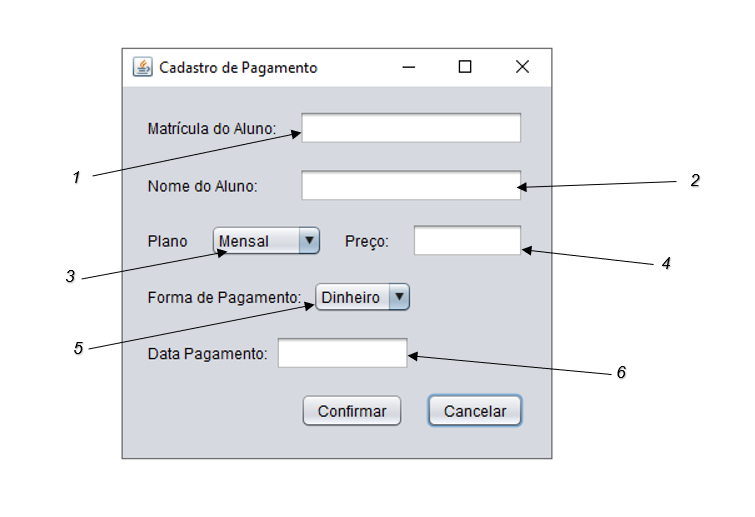 Cadastro de Pagamento
Matrícula do Aluno:
1
Nome do Aluno:
2
Plano Mensal Preço:
3
4
Forma de Pagamento: Dinheiro
5
Data Pagamento:
6
Confirmar Cancelar